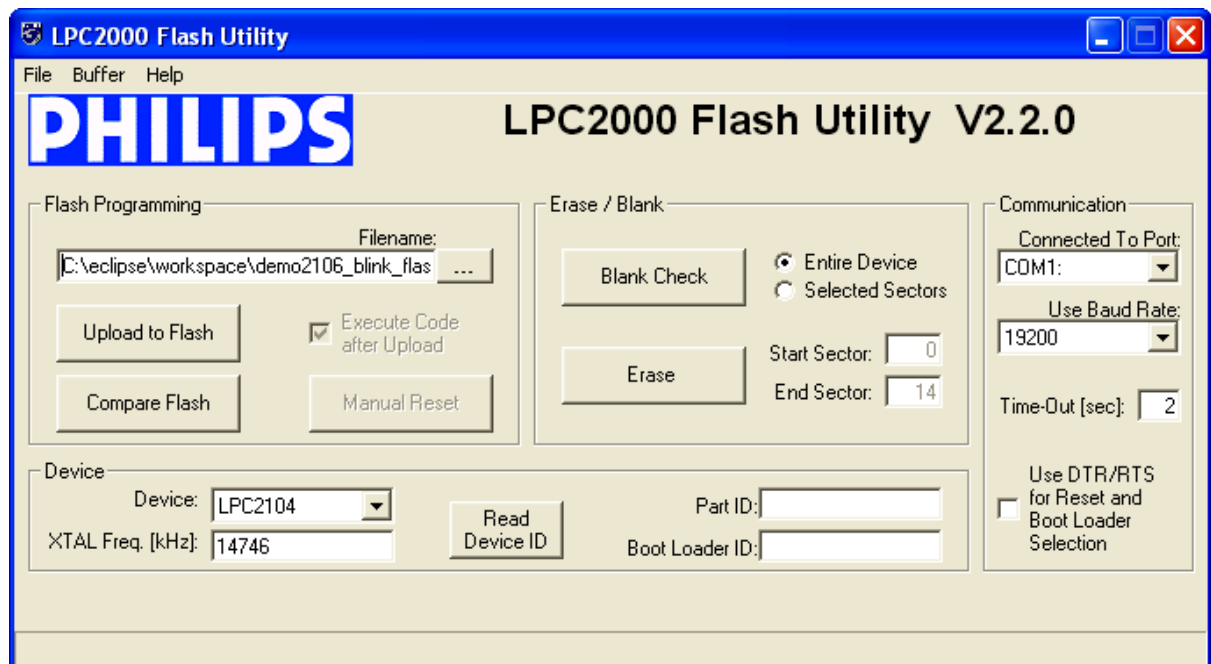 LPC2000 Flash Utility
File Buffer Help
PHILIPS
LPC2000 Flash Utility V2.2.0
Flash Programming
Filename:
C:\eclipse\workspace\demo2106_blink_flas
...
Upload to Flash
Execute Code
after Upload
Compare Flash
Manual Reset
Erase / Blank
Blank Check
Entire Device
Selected Sectors
Erase
Start Sector: 0
End Sector: 14
Communication
Connected To Port:
COM1:
Use Baud Rate:
19200
Time-Out [sec]: 2
Use DTR/RTS
for Reset and
Boot Loader
Selection
Device
Device: LPC2104
XTAL Freq. [kHz]: 14746
Read
Device ID
Part ID:
Boot Loader ID: